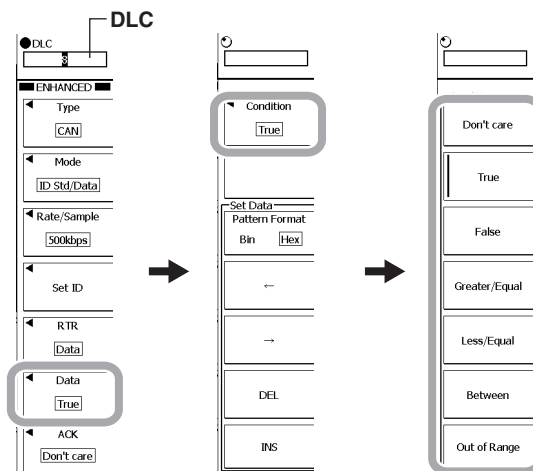 DLC
DLC
8
ENHANCED
Type
CAN
Mode
ID Std/Data
Rate/Sample
500kbps
Set ID
RTR
Data
Data
True
ACK
Don't care
Condition
True
Set Data
Pattern Format
Bin Hex
←
→
DEL
INS
Don't care
True
False
Greater/Equal
Less/Equal
Between
Out of Range